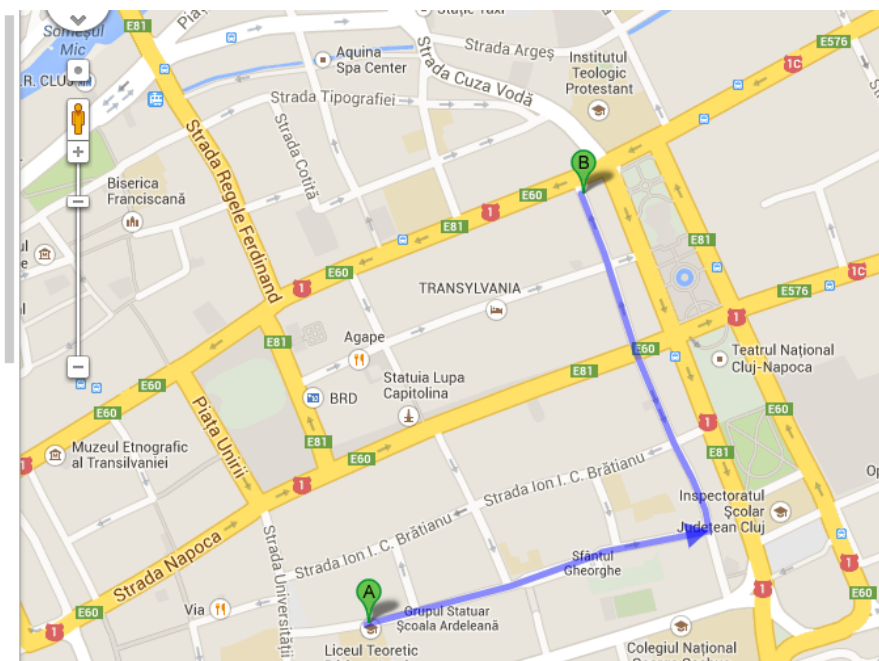 Someșul
Mic
E81
Piața
Stație Taxi
Strada Argeș
E576
1C
Aquina
Spa Center
Institutul
Teologic
Protestant
R. CLUJ
Strada Cuza Vodă
Strada Tipografiei
Strada Regele Ferdinand
Strada Cotită
B
Biserica
Franciscană
E60
1
E81
E81
E60
1
1C
TRANSYLVANIA
E576
1
E81
Agape
E60
Teatrul Național
Cluj-Napoca
E81
Statuia Lupa
Capitolina
E60
BRD
E60
Piața Unirii
1
E60
1
E81
Muzeul Etnografic
al Transilvaniei
E60
E81
Strada Ion I. C. Brătianu
1
Inspectoratul
Școlar
Județean Cluj
Strada Napoca
Strada Universității
Strada Ion I. C. Brătianu
Sfântul
Gheorghe
A
Via
Grupul Statuar
Școala Ardeleană
1
E60
E60
1
Liceul Teoretic
Colegiul Național